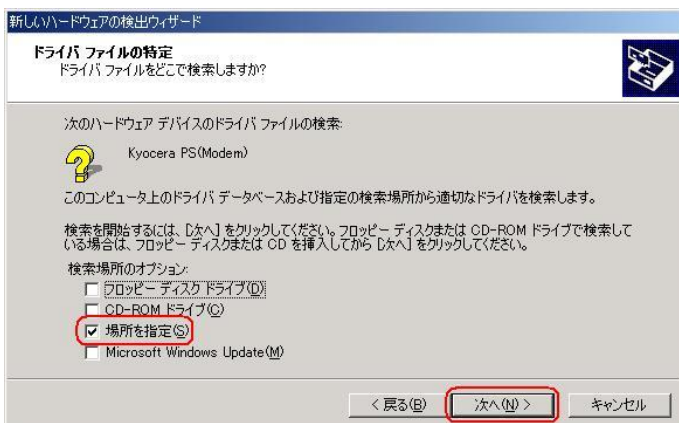 新しいハードウェアの検出ウィザード
ドライバ ファイルの特定
ドライバ ファイルをどこで検索しますか?
次のハードウェア デバイスのドライバ ファイルの検索:
Kyocera PS(Modem)
このコンピュータ上のドライバ データベースおよび指定の検索場所から適切なドライバを検索します。
検索を開始するには、[次へ] をクリックしてください。フロッピー ディスクまたは CD-ROM ドライブで検索して
いる場合は、フロッピー ディスクまたは CD を挿入してから [次へ] をクリックしてください。
検索場所のオプション:
フロッピー ディスク ドライブ(D)
CD-ROM ドライブ(C)
場所を指定(S)
Microsoft Windows Update(M)
< 戻る(B) 次へ(N) > キャンセル